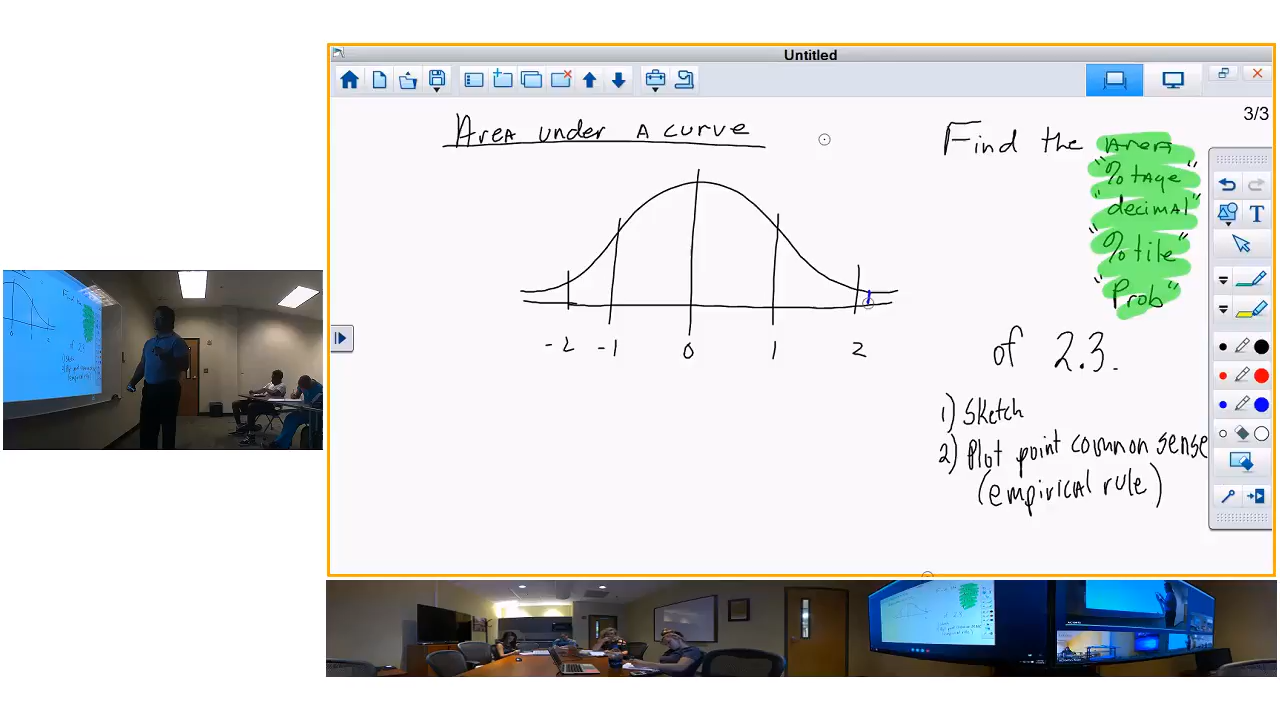 Untitled
3/3
Area under a curve
Find the area
"% tage"
"decimal"
"% tile"
"Prob"
of 2.3.
-2 -1 0 1 2
1) Sketch
2) Plot point common sense
(empirical rule)
T